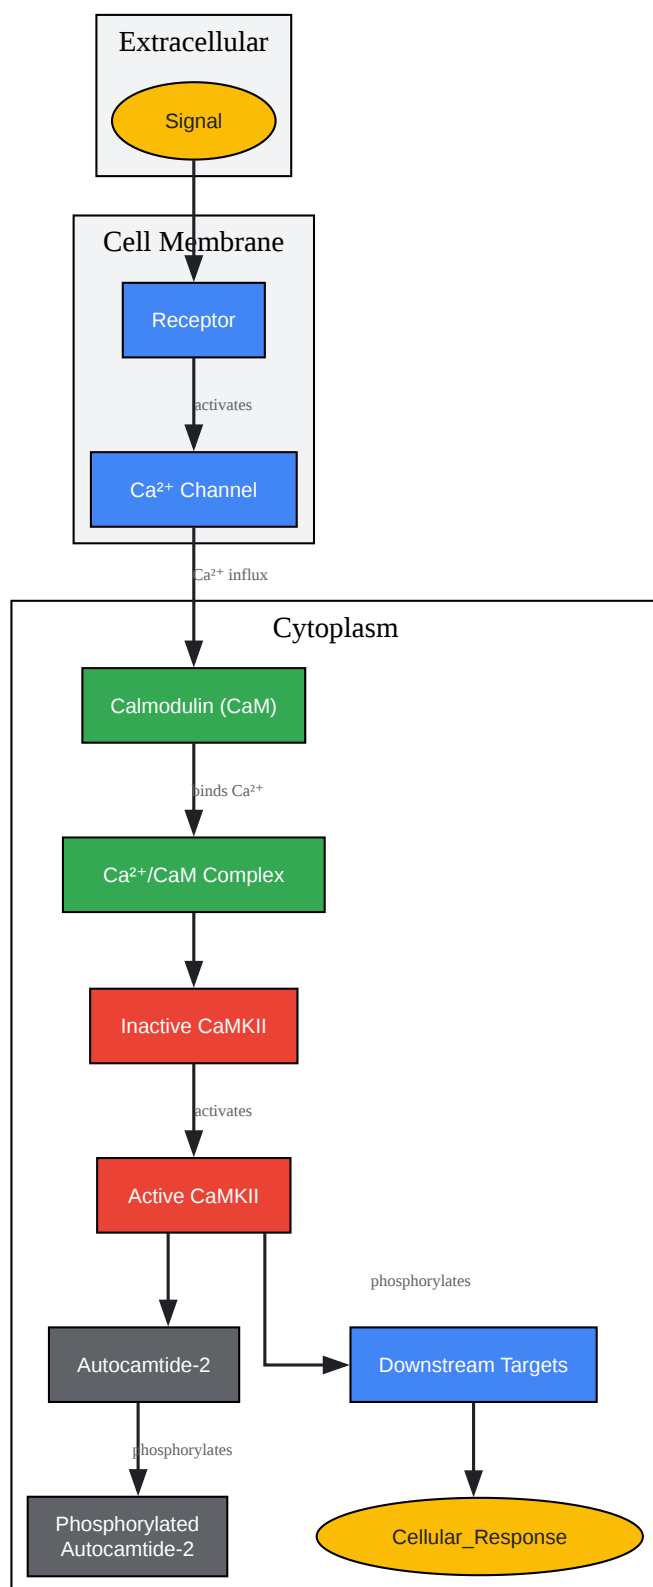 Extracellular
Signal
Cell Membrane
Receptor
activates
Ca²⁺ Channel
Ca²⁺ influx
Cytoplasm
Calmodulin (CaM)
binds Ca²⁺
Ca²⁺/CaM Complex
Inactive CaMKII
activates
Active CaMKII
phosphorylates
Autocamtide-2
Downstream Targets
phosphorylates
Phosphorylated
Autocamtide-2
Cellular_Response